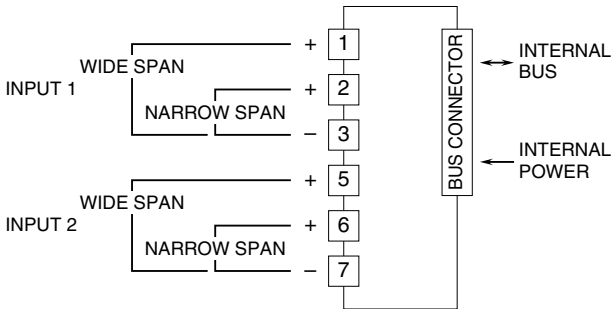 INPUT 1
WIDE SPAN
NARROW SPAN
+ 1
+ 2
− 3
INPUT 2
WIDE SPAN
NARROW SPAN
+ 5
+ 6
− 7
BUS CONNECTOR
INTERNAL
BUS
INTERNAL
POWER